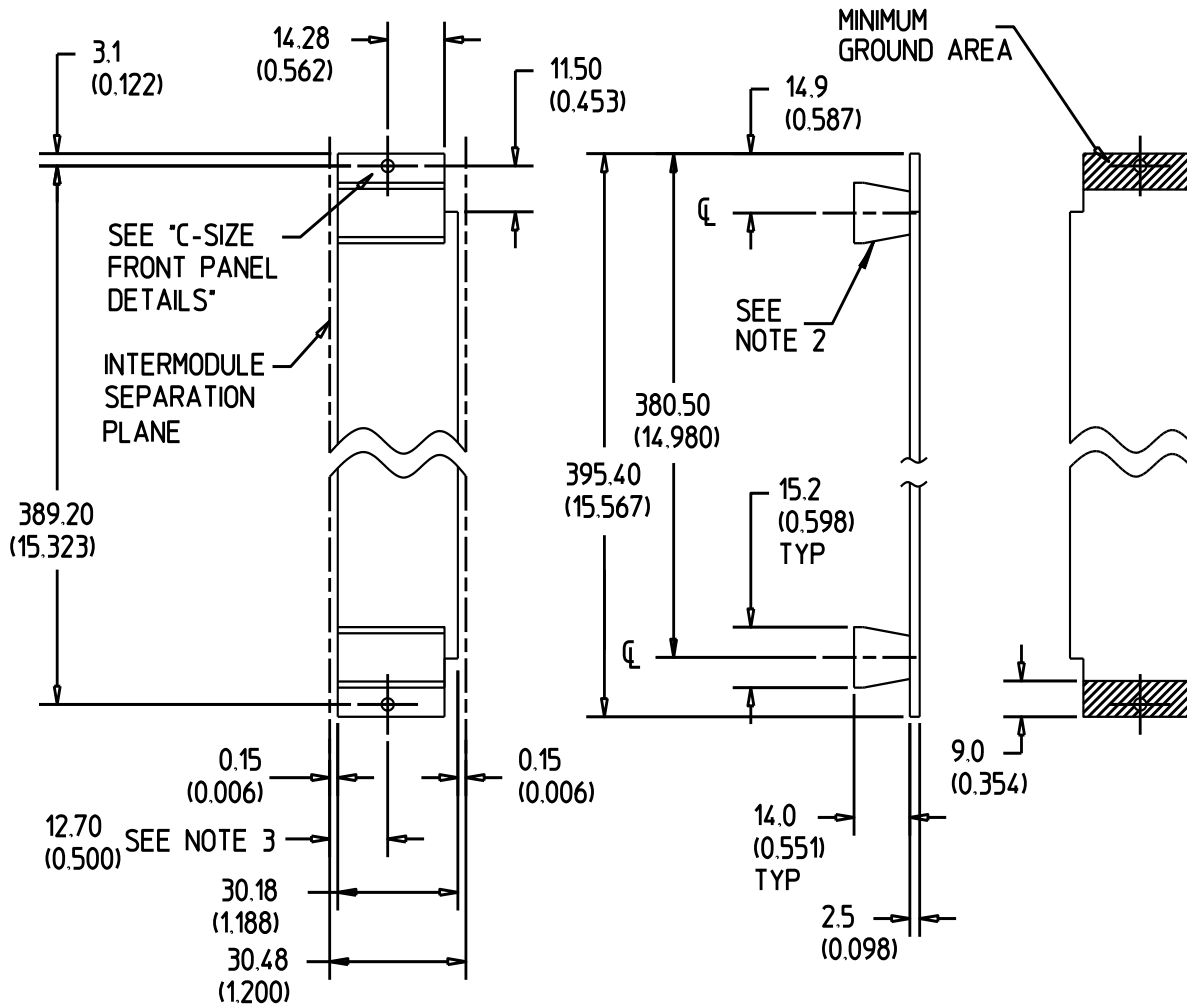 3.1
(0.122)
14.28
(0.562)
11.50
(0.453)
SEE "C-SIZE
FRONT PANEL
DETAILS"
INTERMODULE
SEPARATION
PLANE
389.20
(15.323)
0.15
(0.006)
0.15
(0.006)
12.70
(0.500)
SEE NOTE 3
30.18
(1.188)
30.48
(1.200)
14.9
(0.587)
℄
SEE
NOTE 2
380.50
(14.980)
395.40
(15.567)
15.2
(0.598)
TYP
℄
14.0
(0.551)
TYP
2.5
(0.098)
MINIMUM
GROUND AREA
9.0
(0.354)